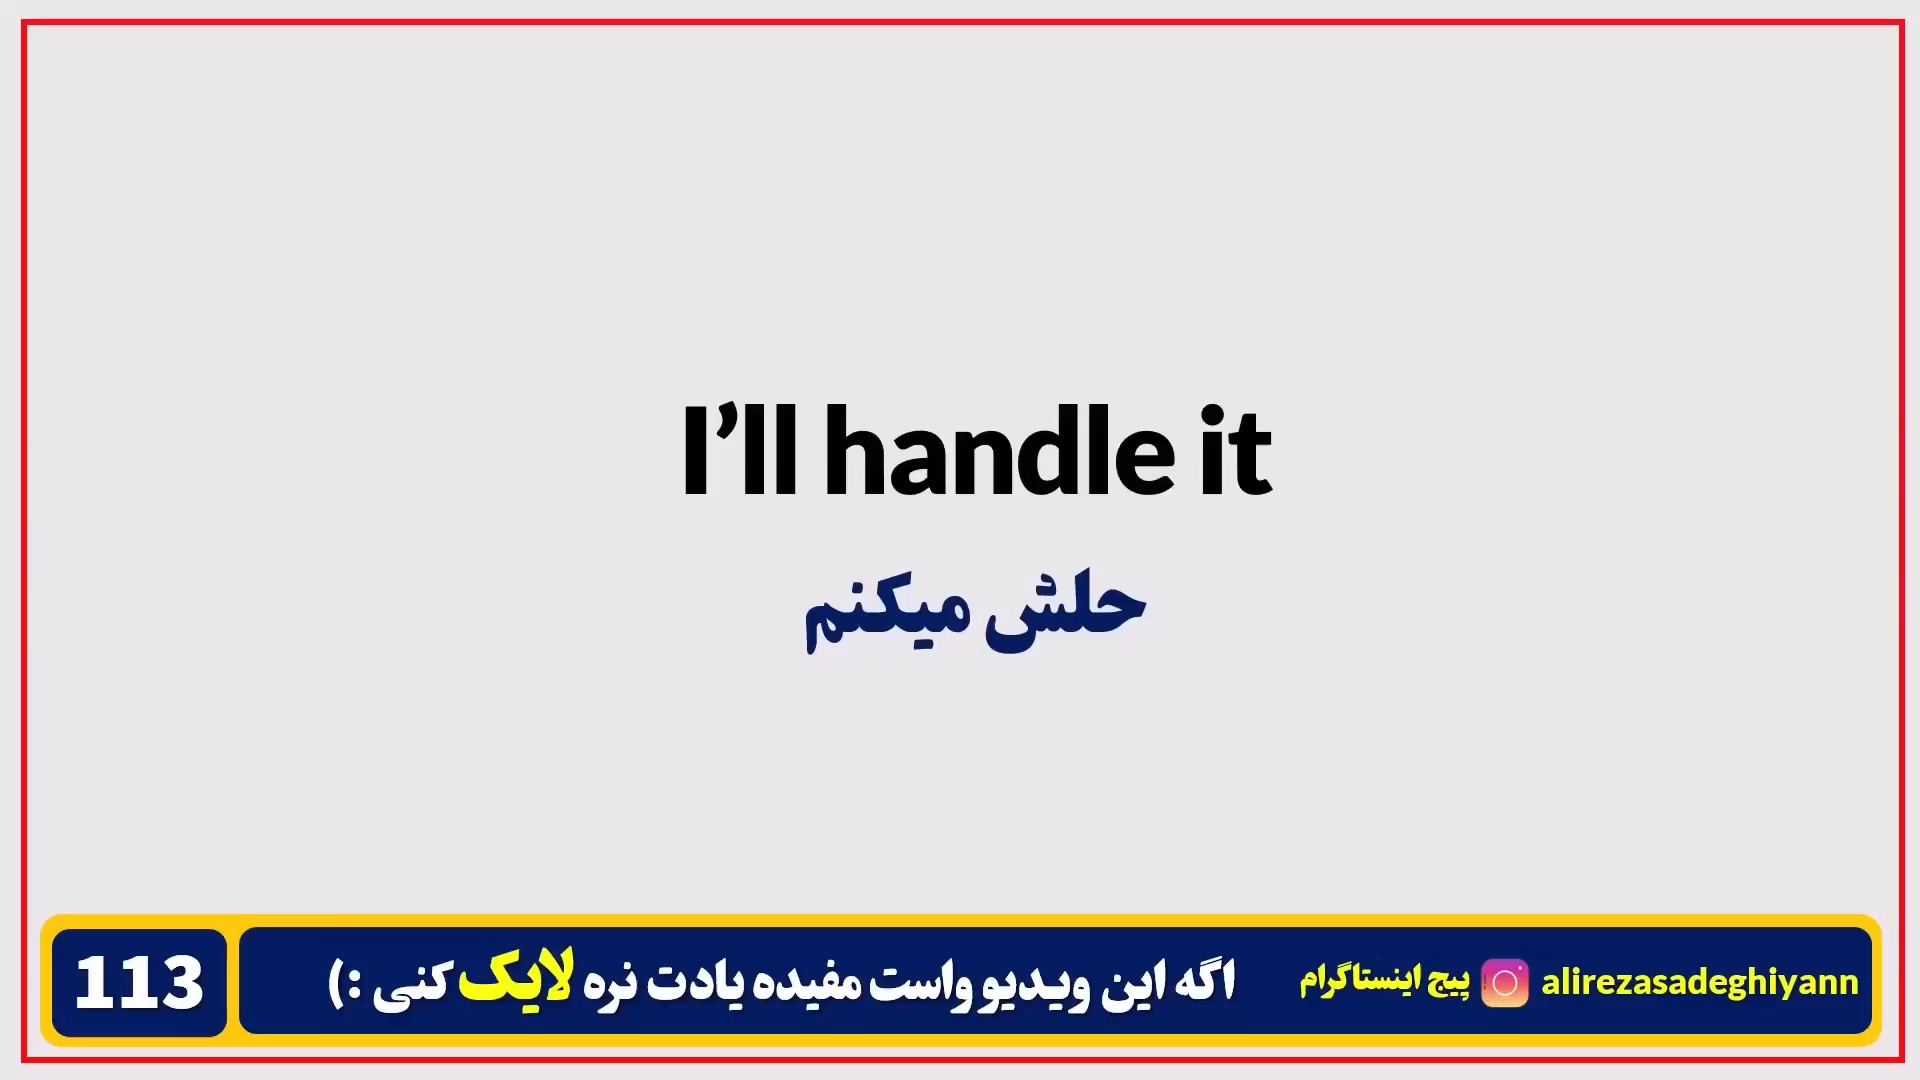 I’ll handle it
حلش میکنم
113
اگه این ویدیو واست مفیده یادت نره لایک کنی :)
پیج اینستاگرام
alirezasadeghiyann